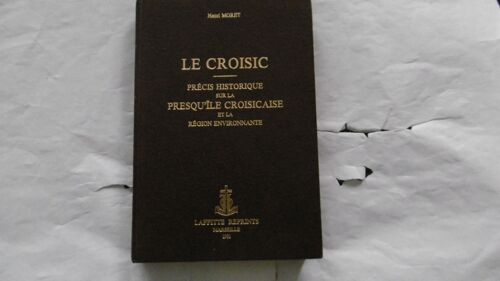 Henri MORET
LE CROISIC
PRÉCIS HISTORIQUE
SUR LA
PRESQU'ÎLE CROISICAISE
ET LA
RÉGION ENVIRONNANTE
LAFFITTE REPRINTS
MARSEILLE